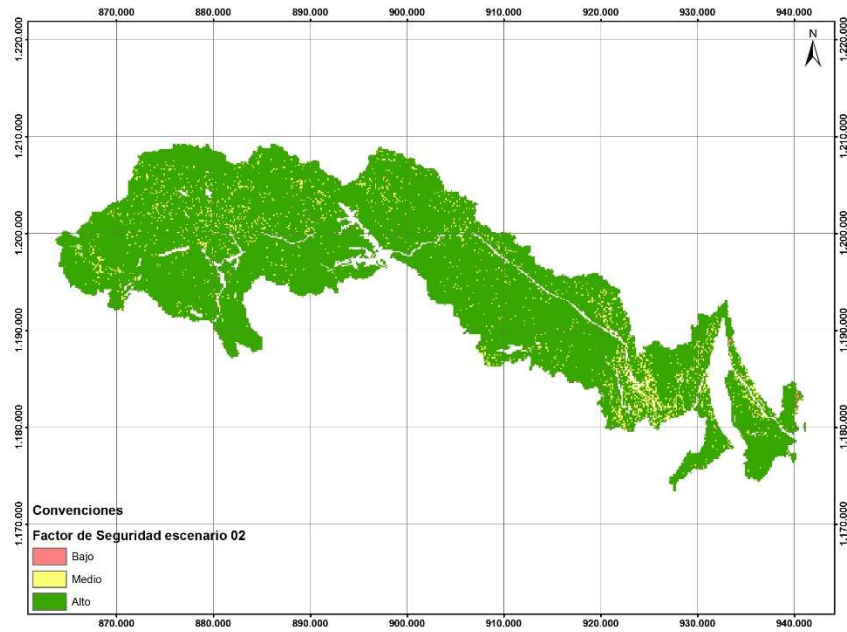 870.000 880.000 890.000 900.000 910.000 920.000 930.000 940.000
1.220.000 1.220.000
N
1.210.000 1.210.000
1.200.000 1.200.000
1.190.000 1.190.000
1.180.000 1.180.000
1.170.000 1.170.000
Convenciones
Factor de Seguridad escenario 02
Bajo
Medio
Alto
870.000 880.000 890.000 900.000 910.000 920.000 930.000 940.000